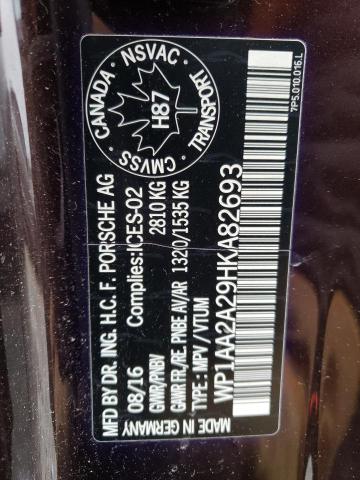 CANADA NSVAC
H87
CMVSS TRANSPORT
7P5.010.016.L
MFD BY DR. ING. H.C. F. PORSCHE AG
08/16 Complies: ICES-02
GVWR/PNBV 2810 KG
GAWR FR./RE. PNBE AV/AR 1320/1535 KG
TYPE : MPV / VTUM
WP1AA2A29HKA82693
MADE IN GERMANY